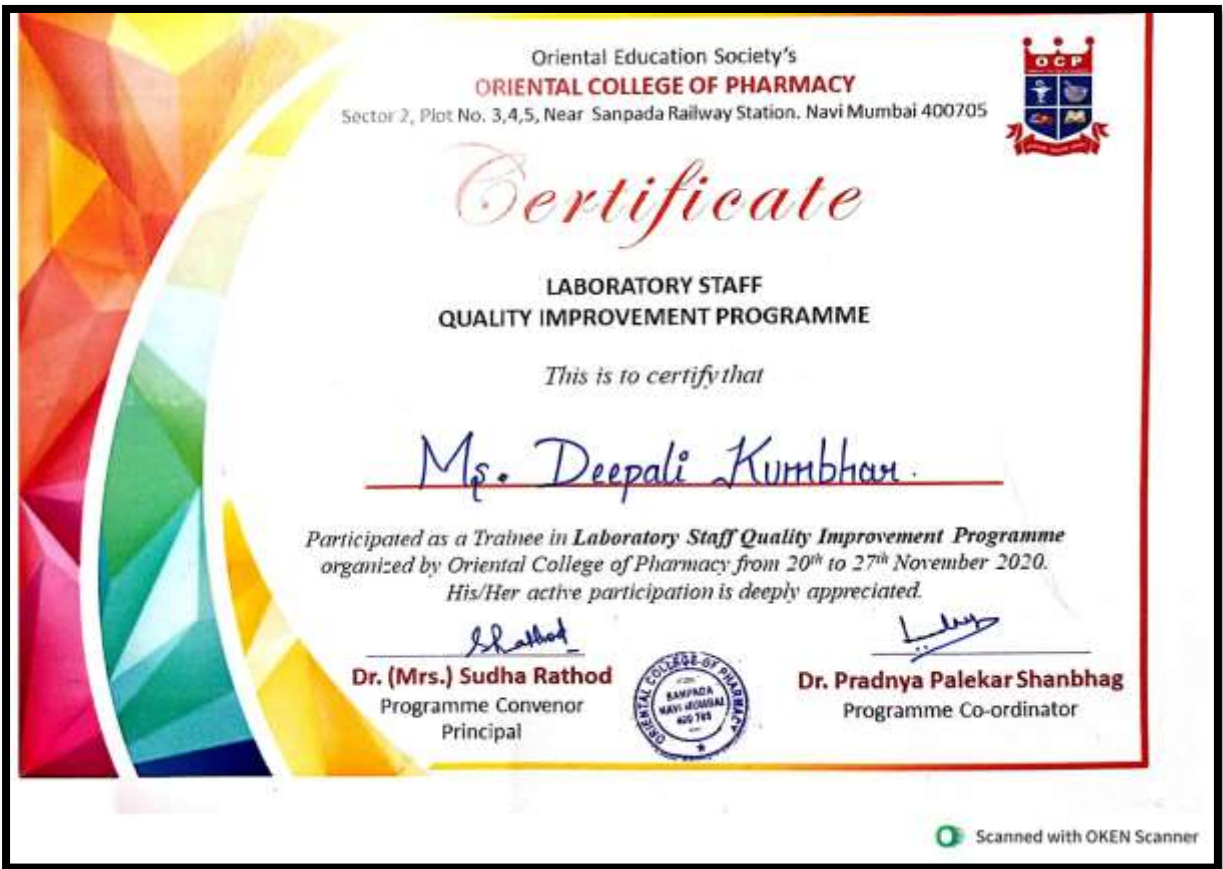 Oriental Education Society's
ORIENTAL COLLEGE OF PHARMACY
Sector 2, Plot No. 3,4,5, Near Sanpada Railway Station. Navi Mumbai 400705
OCP
Certificate
LABORATORY STAFF
QUALITY IMPROVEMENT PROGRAMME
This is to certify that
Ms. Deepali Kumbhar.
Participated as a Trainee in Laboratory Staff Quality Improvement Programme
organized by Oriental College of Pharmacy from 20th to 27th November 2020.
His/Her active participation is deeply appreciated.
SRathod
Dr. (Mrs.) Sudha Rathod
Programme Convenor
Principal
ORIENTAL COLLEGE OF PHARMACY
SANPADA
NAVI MUMBAI
400 705
Dr. Pradnya Palekar Shanbhag
Programme Co-ordinator
Scanned with OKEN Scanner